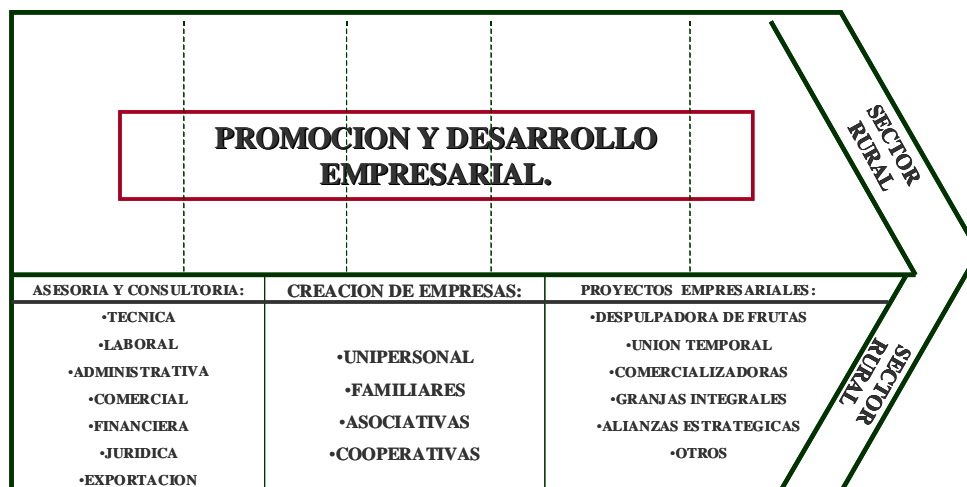 PROMOCION Y DESARROLLO
EMPRESARIAL.
SECTOR
RURAL
ASESORIA Y CONSULTORIA:
•TECNICA
•LABORAL
•ADMINISTRATIVA
•COMERCIAL
•FINANCIERA
•JURIDICA
•EXPORTACION
CREACION DE EMPRESAS:
•UNIPERSONAL
•FAMILIARES
•ASOCIATIVAS
•COOPERATIVAS
PROYECTOS EMPRESARIALES:
•DESPULPADORA DE FRUTAS
•UNION TEMPORAL
•COMERCIALIZADORAS
•GRANJAS INTEGRALES
•ALIANZAS ESTRATEGICAS
•OTROS
SECTOR
RURAL